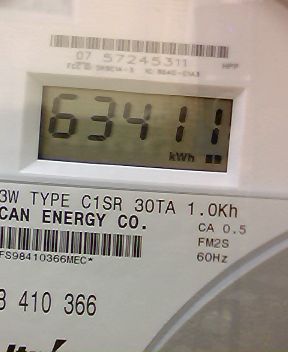 07 57245311
HPP
63411
kWh
3W TYPE C1SR 30TA 1.0Kh
CAN ENERGY CO.
CA 0.5
FM2S
60Hz
FS98410366MEC*
410 366